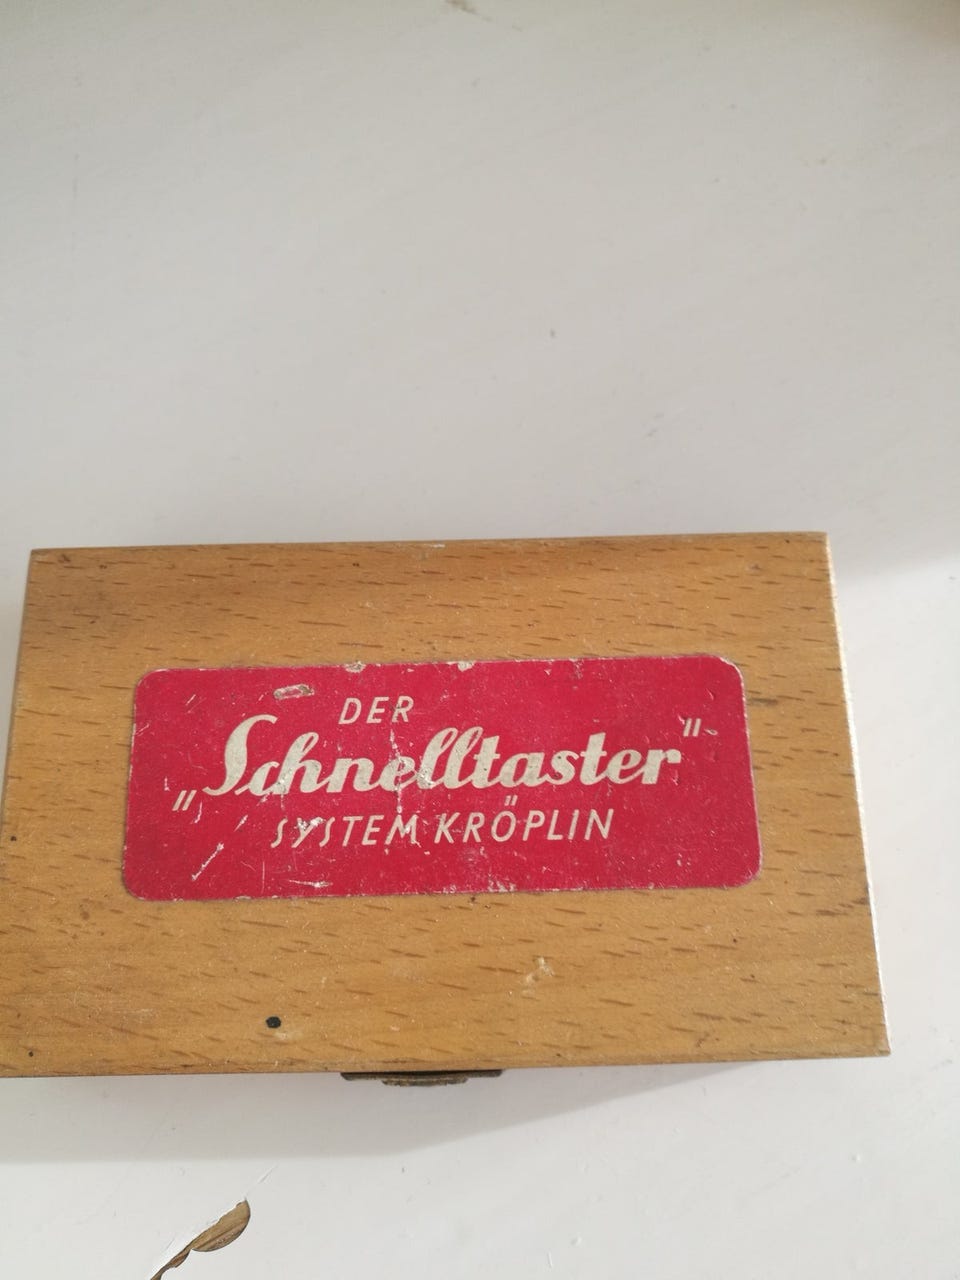 DER
„Schnelltaster"
SYSTEM KRÖPLIN